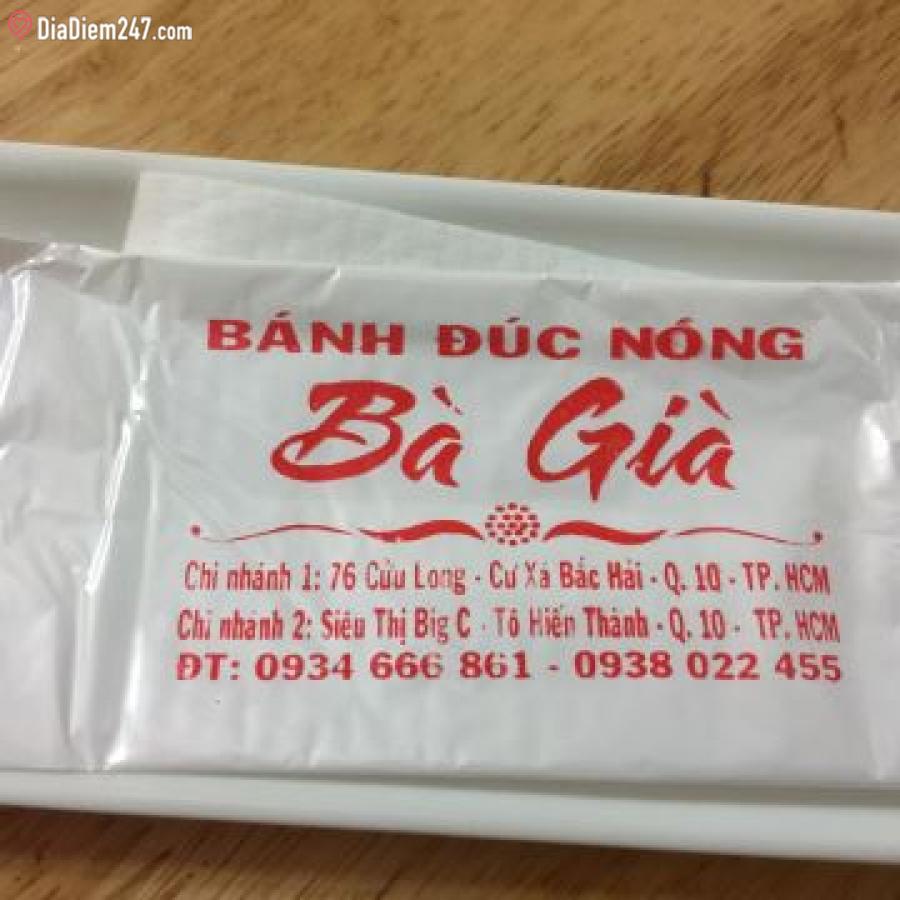 DiaDiem247.com
BÁNH ĐÚC NÓNG
Bà Già
Chi nhánh 1: 76 Cửu Long - Cư Xá Bắc Hải - Q. 10 - TP. HCM
Chi nhánh 2: Siêu Thị Big C - Tô Hiến Thành - Q. 10 - TP. HCM
ĐT: 0934 666 861 - 0938 022 455